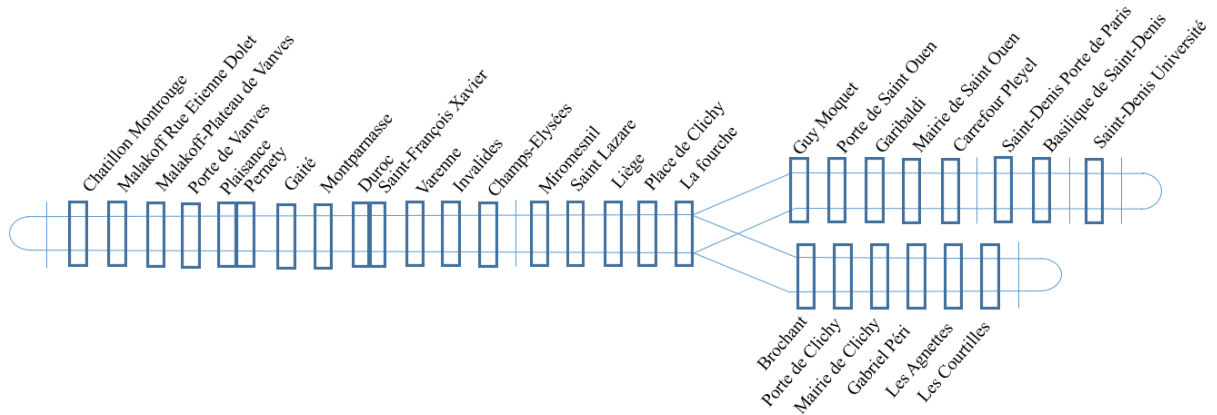 Chatillon Montrouge
Malakoff Rue Etienne Dolet
Malakoff-Plateau de Vanves
Porte de Vanves
Plaisance
Pernety
Gaité
Montparnasse
Duroc
Saint-François Xavier
Varenne
Invalides
Champs-Elysées
Miromesnil
Saint Lazare
Liège
Place de Clichy
La fourche
Guy Moquet
Porte de Saint Ouen
Garibaldi
Mairie de Saint Ouen
Carrefour Pleyel
Saint-Denis Porte de Paris
Basilique de Saint-Denis
Saint-Denis Université
Brochant
Porte de Clichy
Mairie de Clichy
Gabriel Péri
Les Agnettes
Les Courtilles